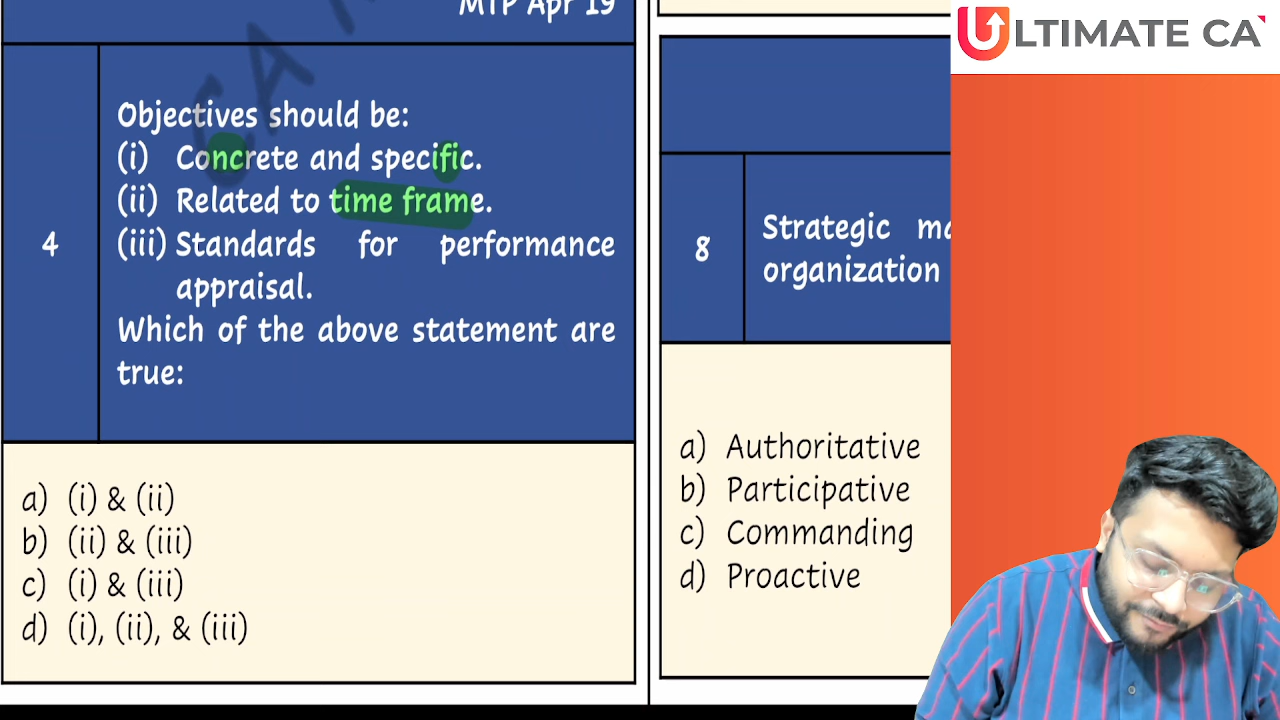 MTP Apr 19
4
Objectives should be:
(i) Concrete and specific.
(ii) Related to time frame.
(iii) Standards for performance
appraisal.
Which of the above statement are
true:
a) (i) & (ii)
b) (ii) & (iii)
c) (i) & (iii)
d) (i), (ii), & (iii)
8
Strategic
organization
a) Authoritative
b) Participative
c) Commanding
d) Proactive
ULTIMATE CA
CA